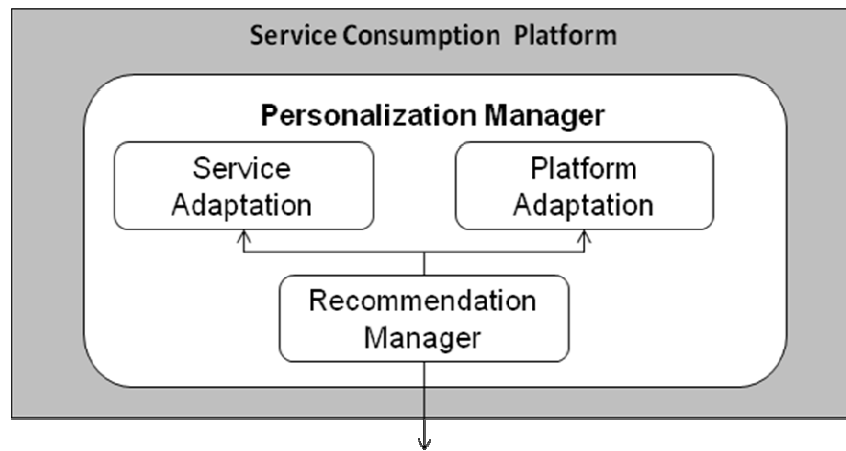 Service Consumption Platform
Personalization Manager
Service
Adaptation
Platform
Adaptation
Recommendation
Manager